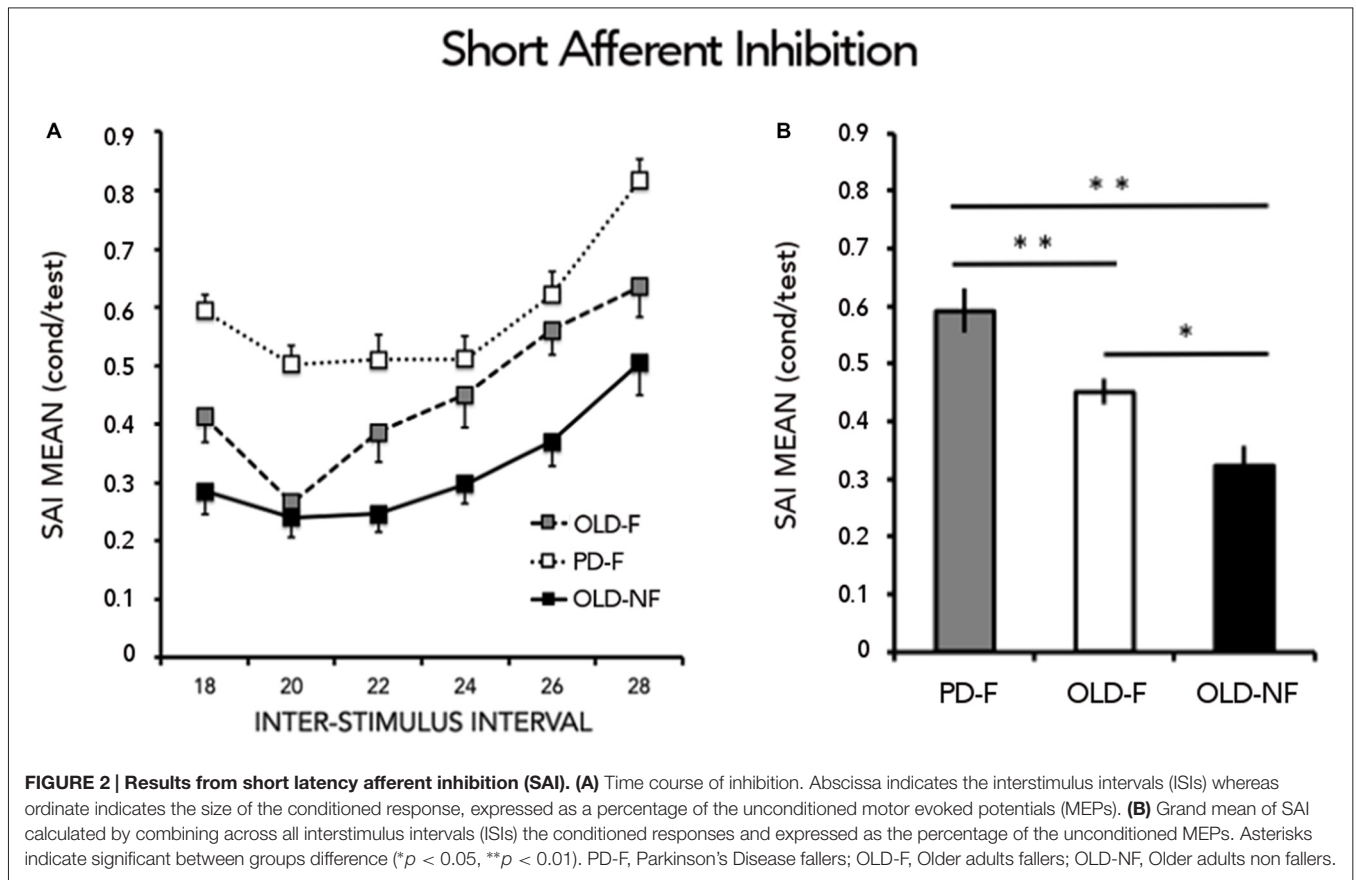 Short Afferent Inhibition
A
SAI MEAN (cond/test)
0.9
0.8
0.7
0.6
0.5
0.4
0.3
0.2
0.1
0
OLD-F
PD-F
OLD-NF
18 20 22 24 26 28
INTER-STIMULUS INTERVAL
B
SAI MEAN (cond/test)
0.9
0.8
0.7
0.6
0.5
0.4
0.3
0.2
0.1
0
* *
* *
*
PD-F OLD-F OLD-NF
FIGURE 2 | Results from short latency afferent inhibition (SAI). (A) Time course of inhibition. Abscissa indicates the interstimulus intervals (ISIs) whereas
ordinate indicates the size of the conditioned response, expressed as a percentage of the unconditioned motor evoked potentials (MEPs). (B) Grand mean of SAI
calculated by combining across all interstimulus intervals (ISIs) the conditioned responses and expressed as the percentage of the unconditioned MEPs. Asterisks
indicate significant between groups difference (*p < 0.05, **p < 0.01). PD-F, Parkinson's Disease fallers; OLD-F, Older adults fallers; OLD-NF, Older adults non fallers.